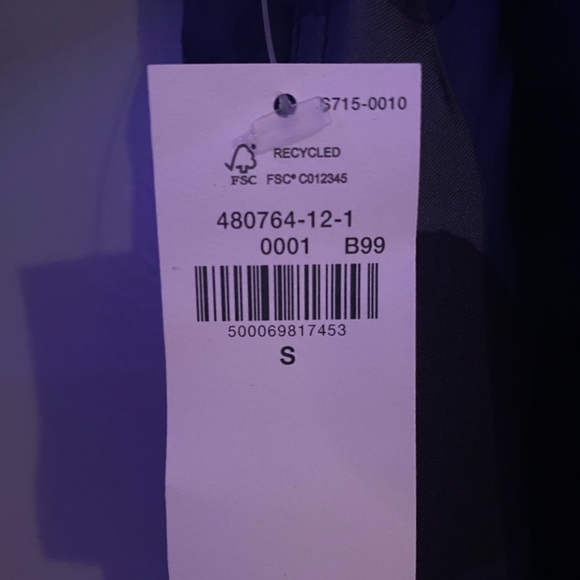 S715-0010
RECYCLED
FSC FSC® C012345
480764-12-1
0001 B99
500069817453
S